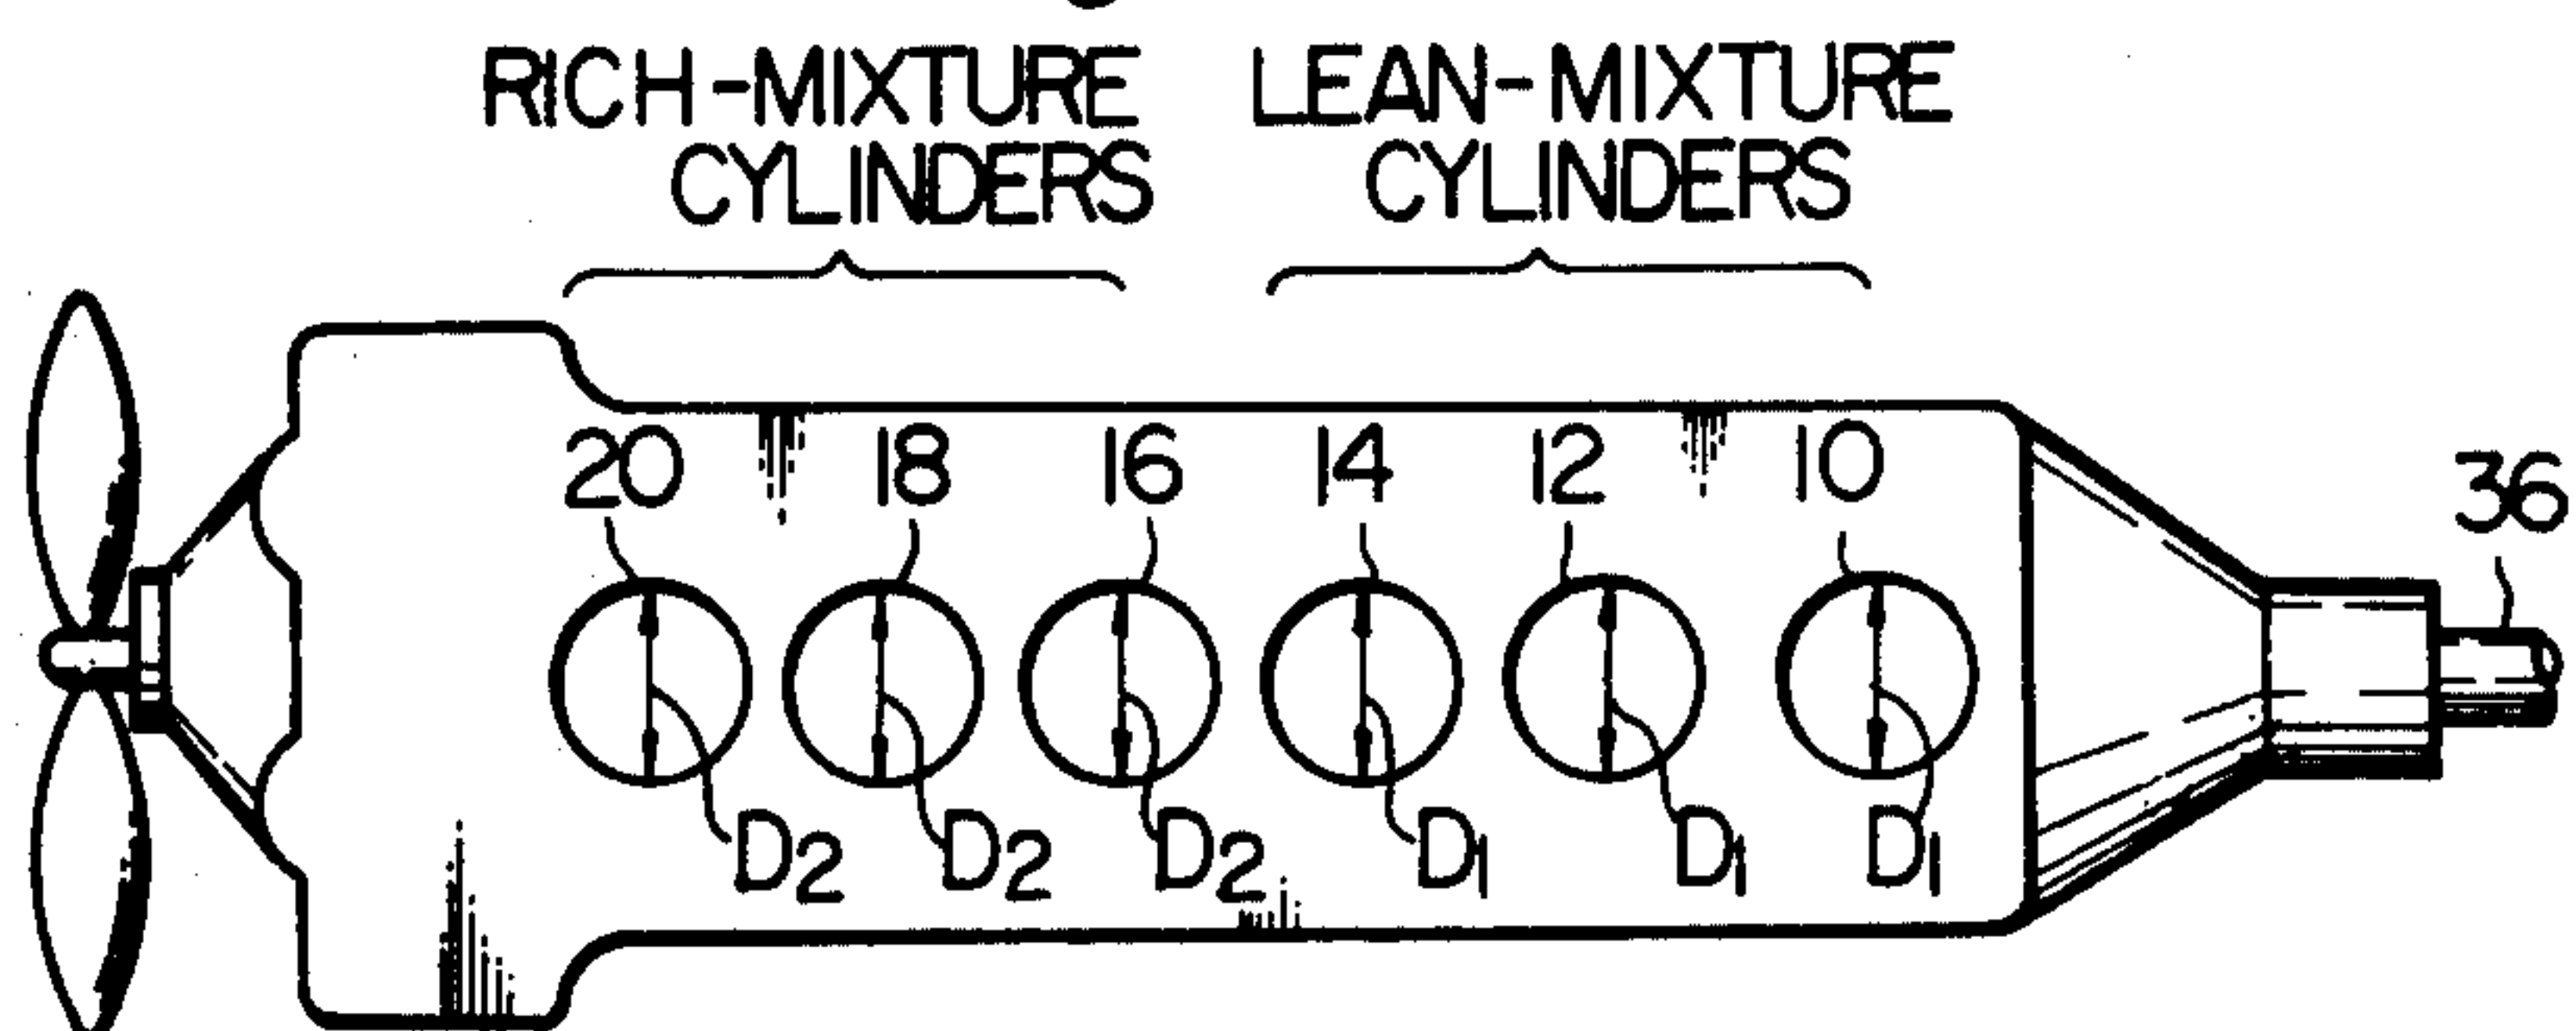 RICH-MIXTURE CYLINDERS
LEAN-MIXTURE CYLINDERS
20 18 16 14 12 10
36
D2 D2 D2 D1 D1 D1